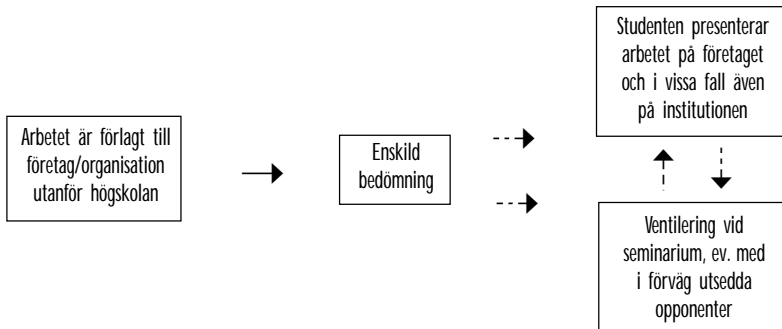 Arbetet är förlagt till
företag/organisation
utanför högskolan
Enskild
bedömning
Studenten presenterar
arbetet på företaget
och i vissa fall även
på institutionen
Ventilering vid
seminarium, ev. med
i förväg utsedda
opponenter